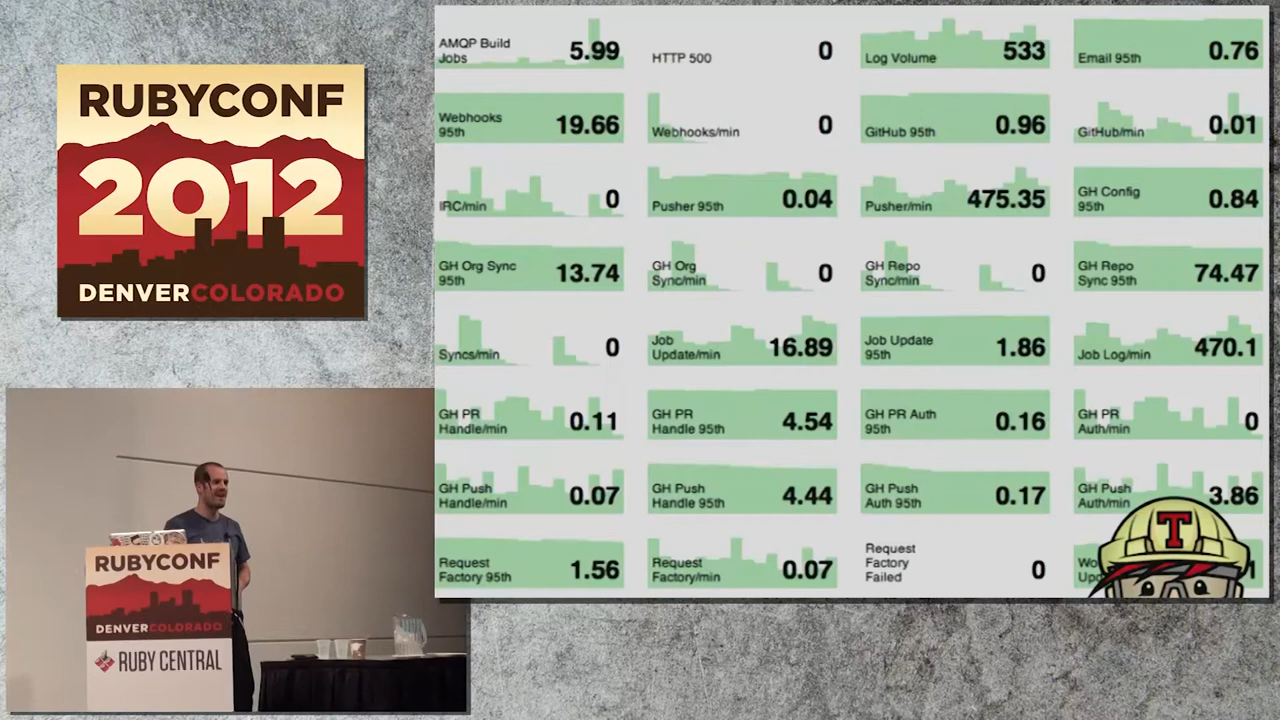 RUBYCONF
2012
DENVERCOLORADO
AMQP Build
Jobs
5.99
HTTP 500
0
Log Volume
533
Email 95th
0.76
Webhooks
95th
19.66
Webhooks/min
0
GitHub 95th
0.96
GitHub/min
0.01
IRC/min
0
Pusher 95th
0.04
Pusher/min
475.35
GH Config
95th
0.84
GH Org Sync
95th
13.74
GH Org
Sync/min
0
GH Repo
Sync/min
0
GH Repo
Sync 95th
74.47
Syncs/min
0
Job
Update/min
16.89
Job Update
95th
1.86
Job Log/min
470.1
GH PR
Handle/min
0.11
GH PR
Handle 95th
4.54
GH PR Auth
95th
0.16
GH PR
Auth/min
0
GH Push
Handle/min
0.07
GH Push
Handle 95th
4.44
GH Push
Auth 95th
0.17
GH Push
Auth/min
3.86
Request
Factory 95th
1.56
Request
Factory/min
0.07
Request
Factory
Failed
0
T
RUBYCONF
DENVERCOLORADO
RUBY CENTRAL